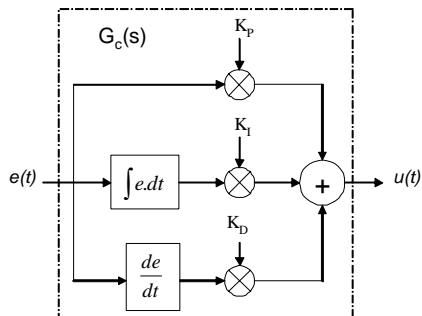 G_c(s)
K_P
K_I
e(t) ∫e.dt + u(t)
K_D
de
dt